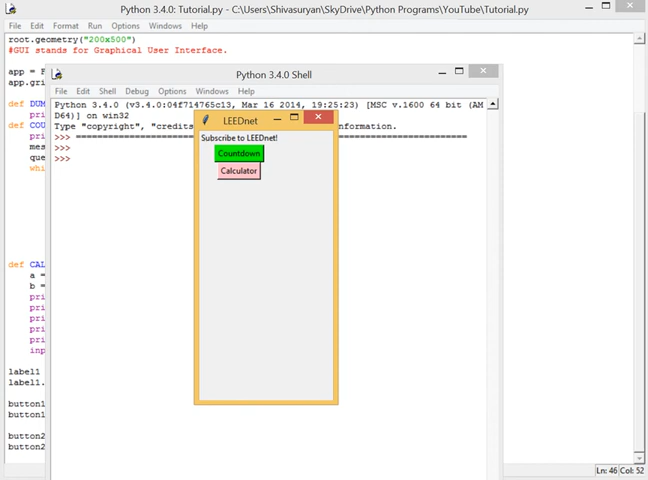 Python 3.4.0: Tutorial.py - C:\Users\Shivasuryan\SkyDrive\Python Programs\YouTube\Tutorial.py
File Edit Format Run Options Windows Help
root.geometry("200x500")
#GUI stands for Graphical User Interface.
app = F
app.gri
def DUM
pri
def COU
pri
mes
que
whi
def CAL
a =
b =
pri
pri
pri
pri
pri
inp
label1
label1.
button1
button1
button2
button2
Ln: 46 Col: 52
Python 3.4.0 Shell
File Edit Shell Debug Options Windows Help
Python 3.4.0 (v3.4.0:04f714765c13, Mar 16 2014, 19:25:23) [MSC v.1600 64 bit (AM
D64)] on win32
Type "copyright", "credits nformation.
>>> ================================
>>>
>>>
LEEDnet
Subscribe to LEEDnet!
Countdown
Calculator